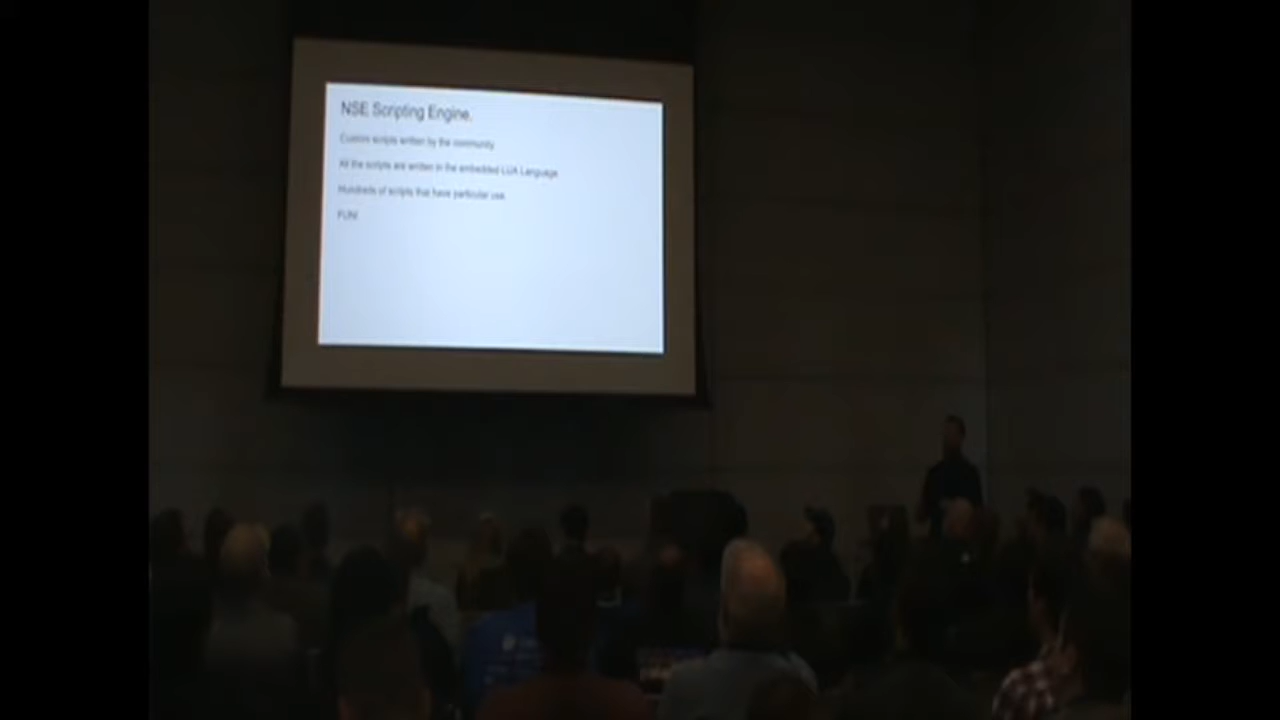 NSE Scripting Engine.
Custom scripts written by the community
All the scripts are written in the embedded LUA Language
Hundreds of scripts that have particular use
FUN!